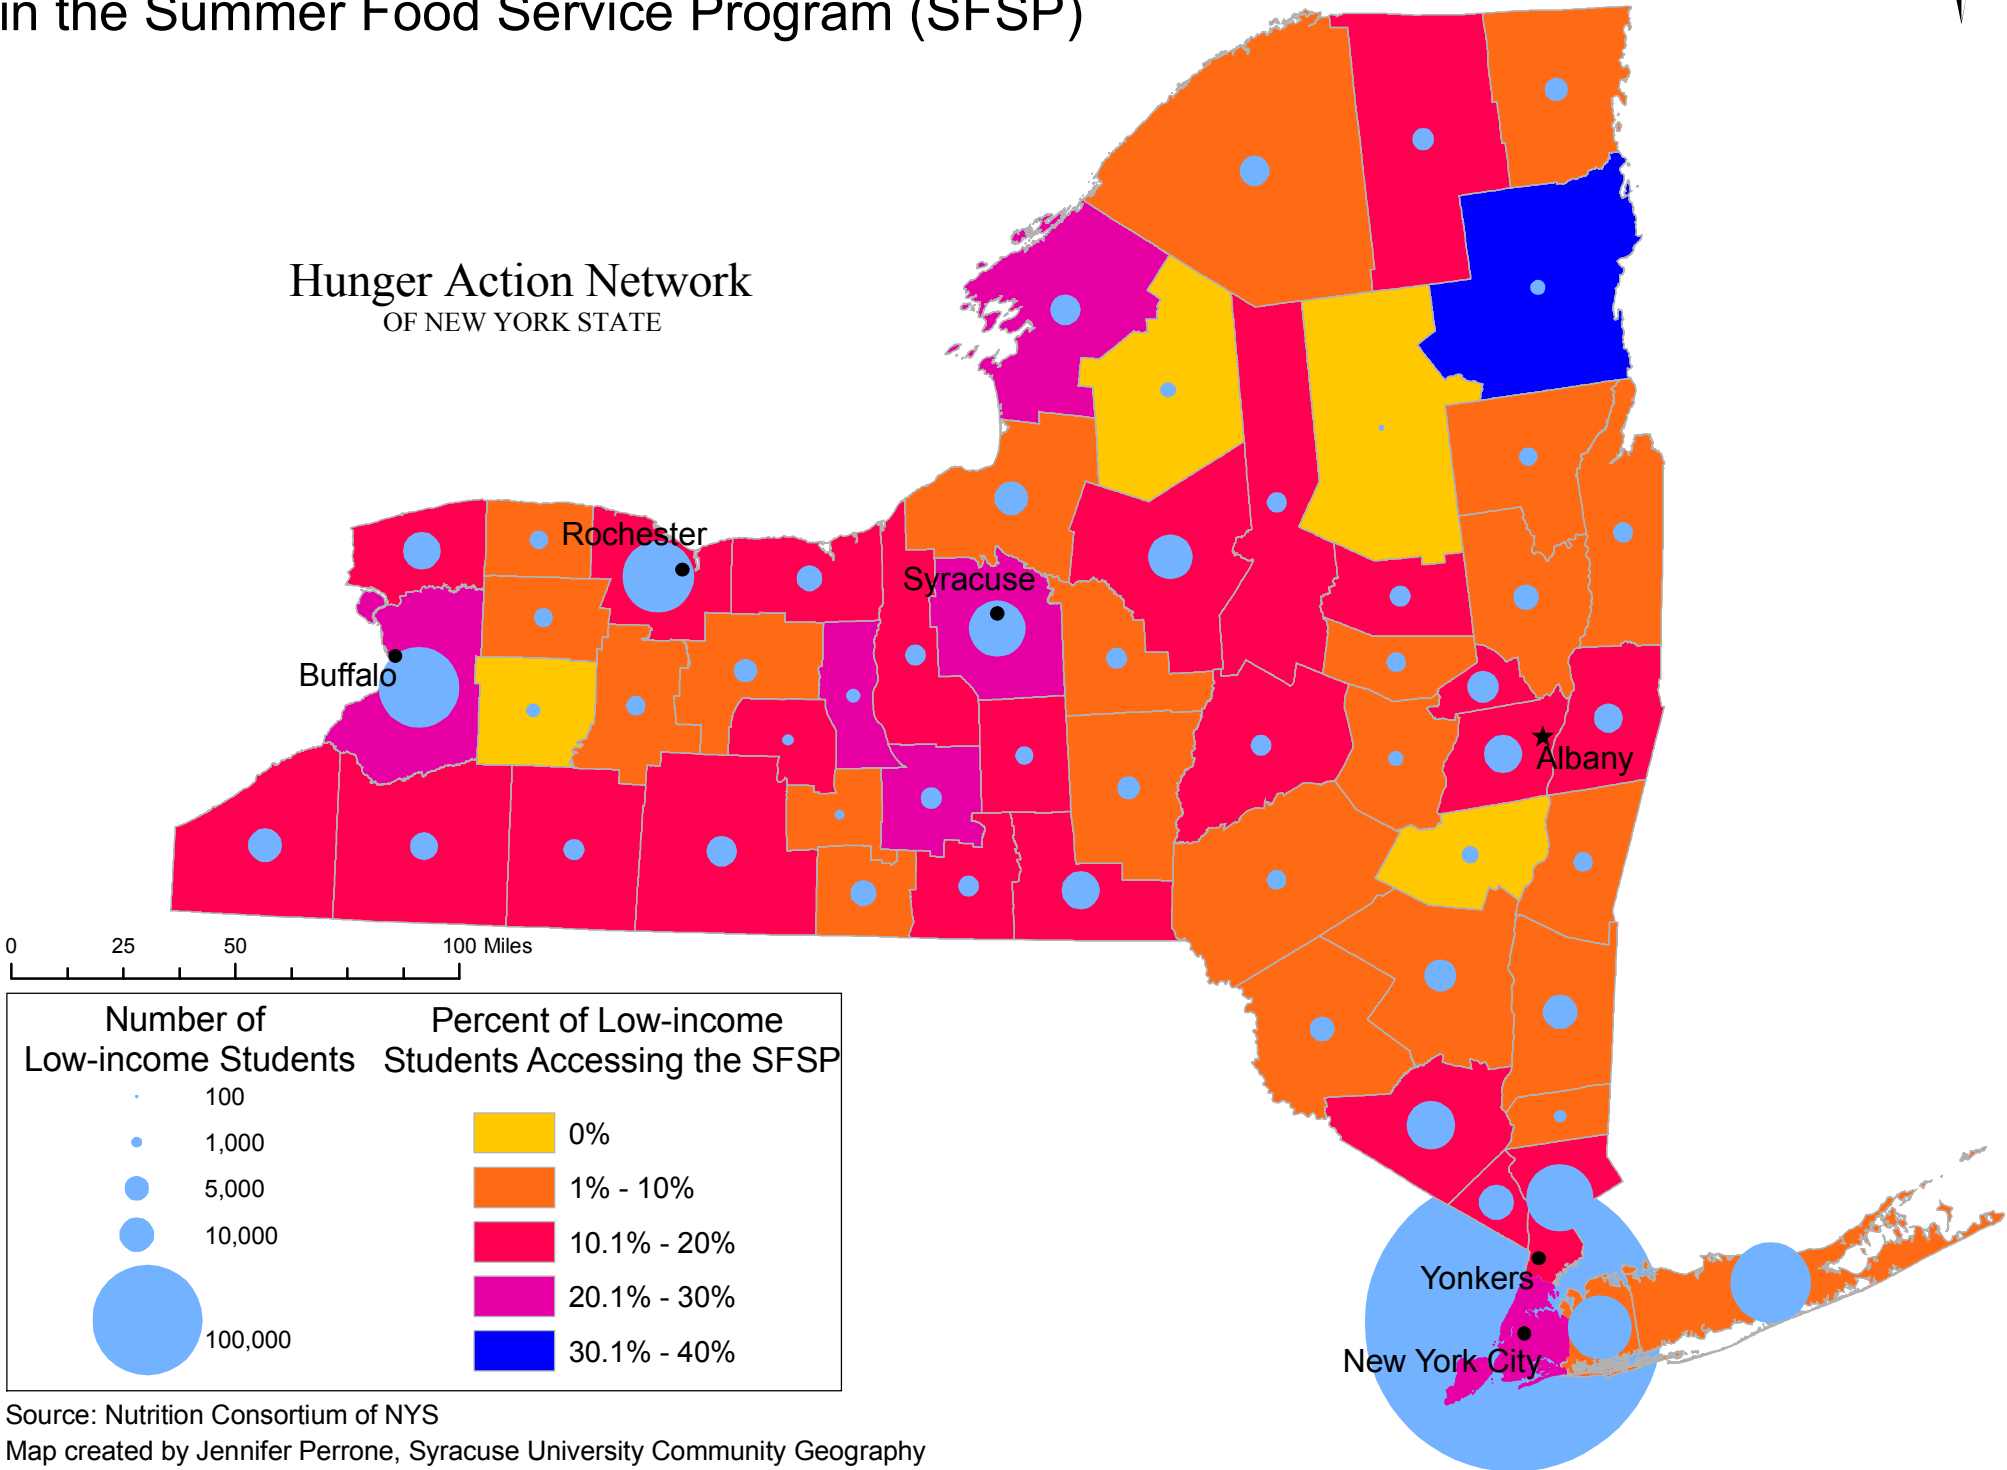 in the Summer Food Service Program (SFSP)
Hunger Action Network
OF NEW YORK STATE
Rochester
Syracuse
Buffalo
Albany
0 25 50 100 Miles
Number of
Low-income Students
100
1,000
5,000
10,000
100,000
Percent of Low-income
Students Accessing the SFSP
0%
1% - 10%
10.1% - 20%
20.1% - 30%
30.1% - 40%
Yonkers
New York City
Source: Nutrition Consortium of NYS
Map created by Jennifer Perrone, Syracuse University Community Geography